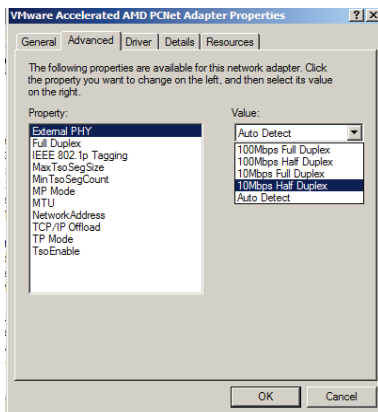 VMware Accelerated AMD PCNet Adapter Properties
General Advanced Driver Details Resources
The following properties are available for this network adapter. Click
the property you want to change on the left, and then select its value
on the right.
Property:
Value:
External PHY
Full Duplex
IEEE 802.1p Tagging
MaxTsoSegSize
MinTsoSegCount
MP Mode
MTU
NetworkAddress
TCP/IP Offload
TP Mode
TsoEnable
Auto Detect
100Mbps Full Duplex
100Mbps Half Duplex
10Mbps Full Duplex
10Mbps Half Duplex
Auto Detect
OK Cancel